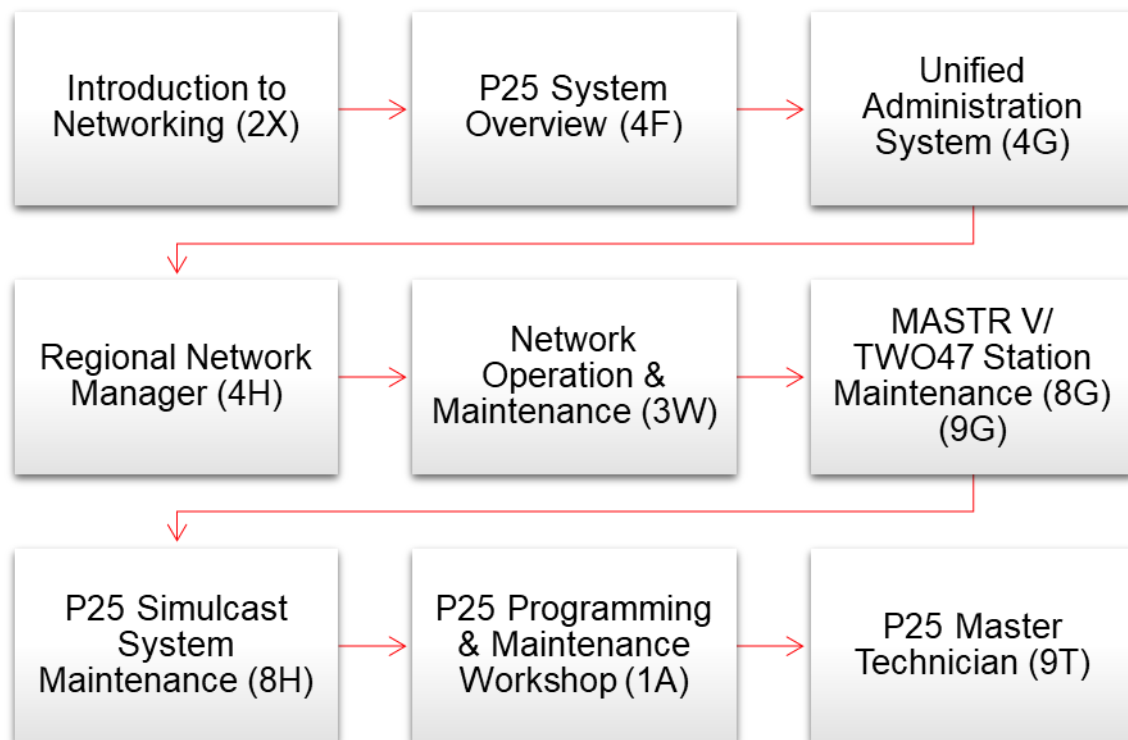 Introduction to
Networking (2X)
P25 System
Overview (4F)
Unified
Administration
System (4G)
Regional Network
Manager (4H)
Network
Operation &
Maintenance (3W)
MASTR V/
TWO47 Station
Maintenance (8G)
(9G)
P25 Simulcast
System
Maintenance (8H)
P25 Programming
& Maintenance
Workshop (1A)
P25 Master
Technician (9T)